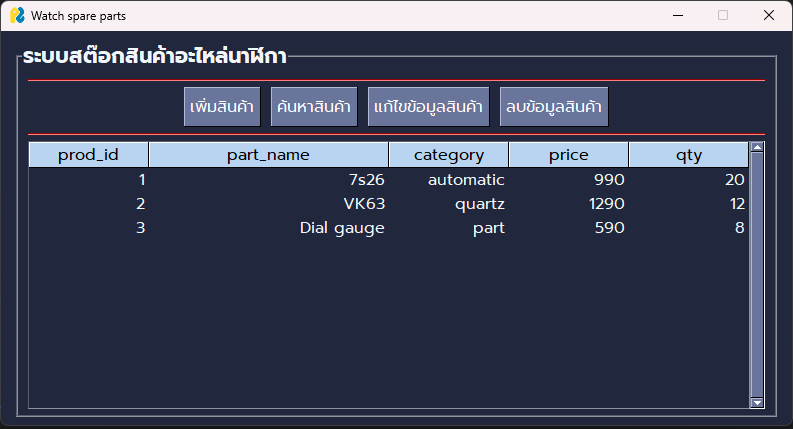 Watch spare parts
ระบบสต๊อกสินค้าอะไหล่นาฬิกา
เพิ่มสินค้า ค้นหาสินค้า แก้ไขข้อมูลสินค้า ลบข้อมูลสินค้า
prod_id part_name category price qty
1 7s26 automatic 990 20
2 VK63 quartz 1290 12
3 Dial gauge part 590 8